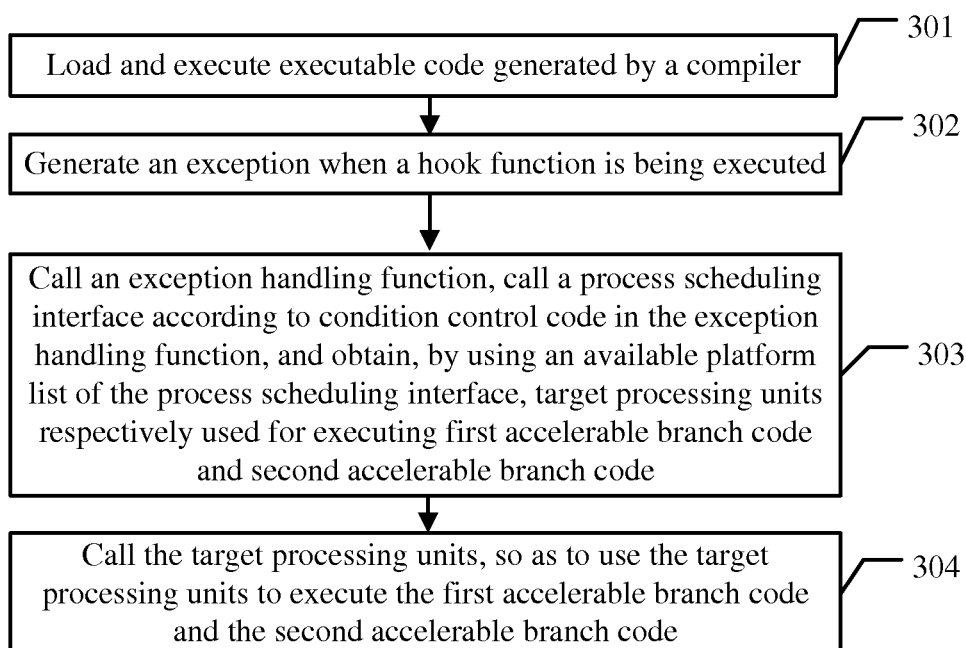 301
Load and execute executable code generated by a compiler
302
Generate an exception when a hook function is being executed
Call an exception handling function, call a process scheduling
interface according to condition control code in the exception
handling function, and obtain, by using an available platform
list of the process scheduling interface, target processing units
respectively used for executing first accelerable branch code
and second accelerable branch code
303
Call the target processing units, so as to use the target
processing units to execute the first accelerable branch code
and the second accelerable branch code
304